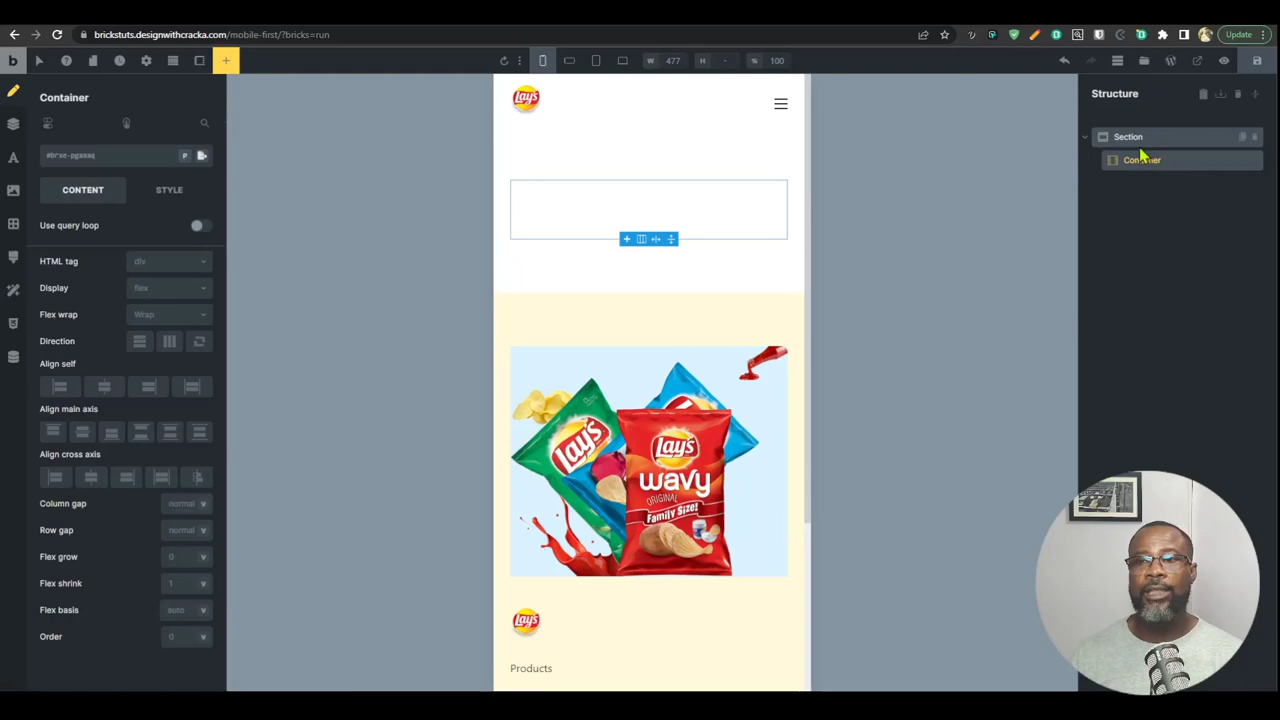 brickstuts.designwithcracka.com/mobile-first/?bricks=run
Update
b
W 477 H - % 100
Container
#brxe-pgaasq
P
CONTENT STYLE
Use query loop
HTML tag div
Display flex
Flex wrap Wrap
Direction
Align self
Align main axis
Align cross axis
Column gap normal
Row gap normal
Flex grow 0
Flex shrink 1
Flex basis auto
Order 0
Lay's
Lay's
Lay's
wavy
ORIGINAL
Family Size!
Lay's
Products
Structure
Section
Container